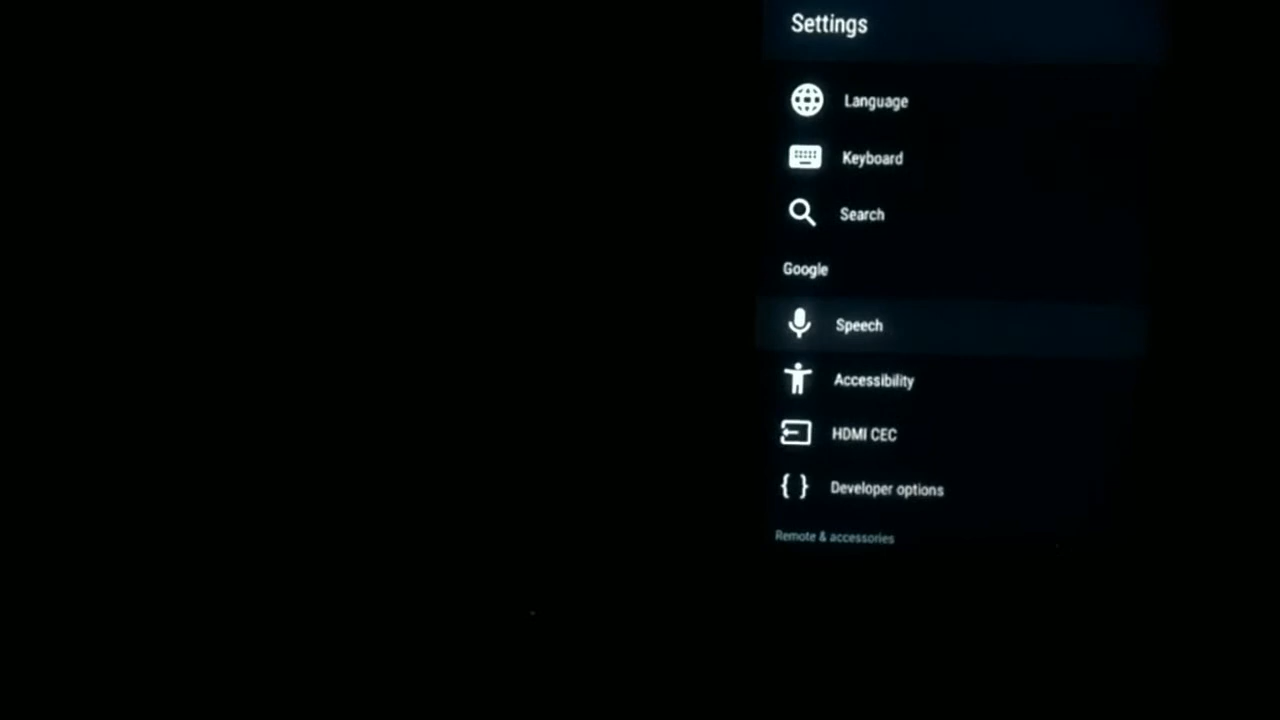 Settings
Language
Keyboard
Search
Google
Speech
Accessibility
HDMI CEC
Developer options
Remote & accessories